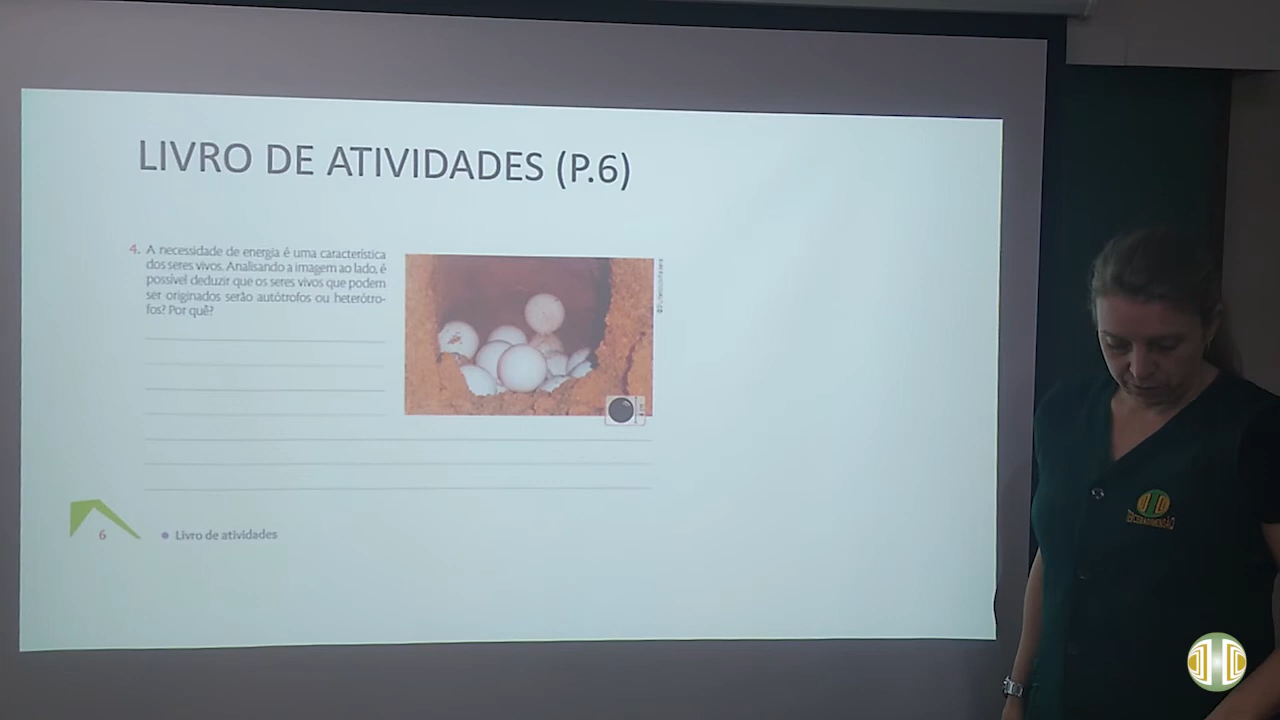 LIVRO DE ATIVIDADES (P.6)
4. A necessidade de energia é uma característica
dos seres vivos. Analisando a imagem ao lado, é
possível deduzir que os seres vivos que podem
ser originados serão autótrofos ou heterótro-
fos? Por quê?
6 • Livro de atividades
TERCEIRA DIMENSÃO